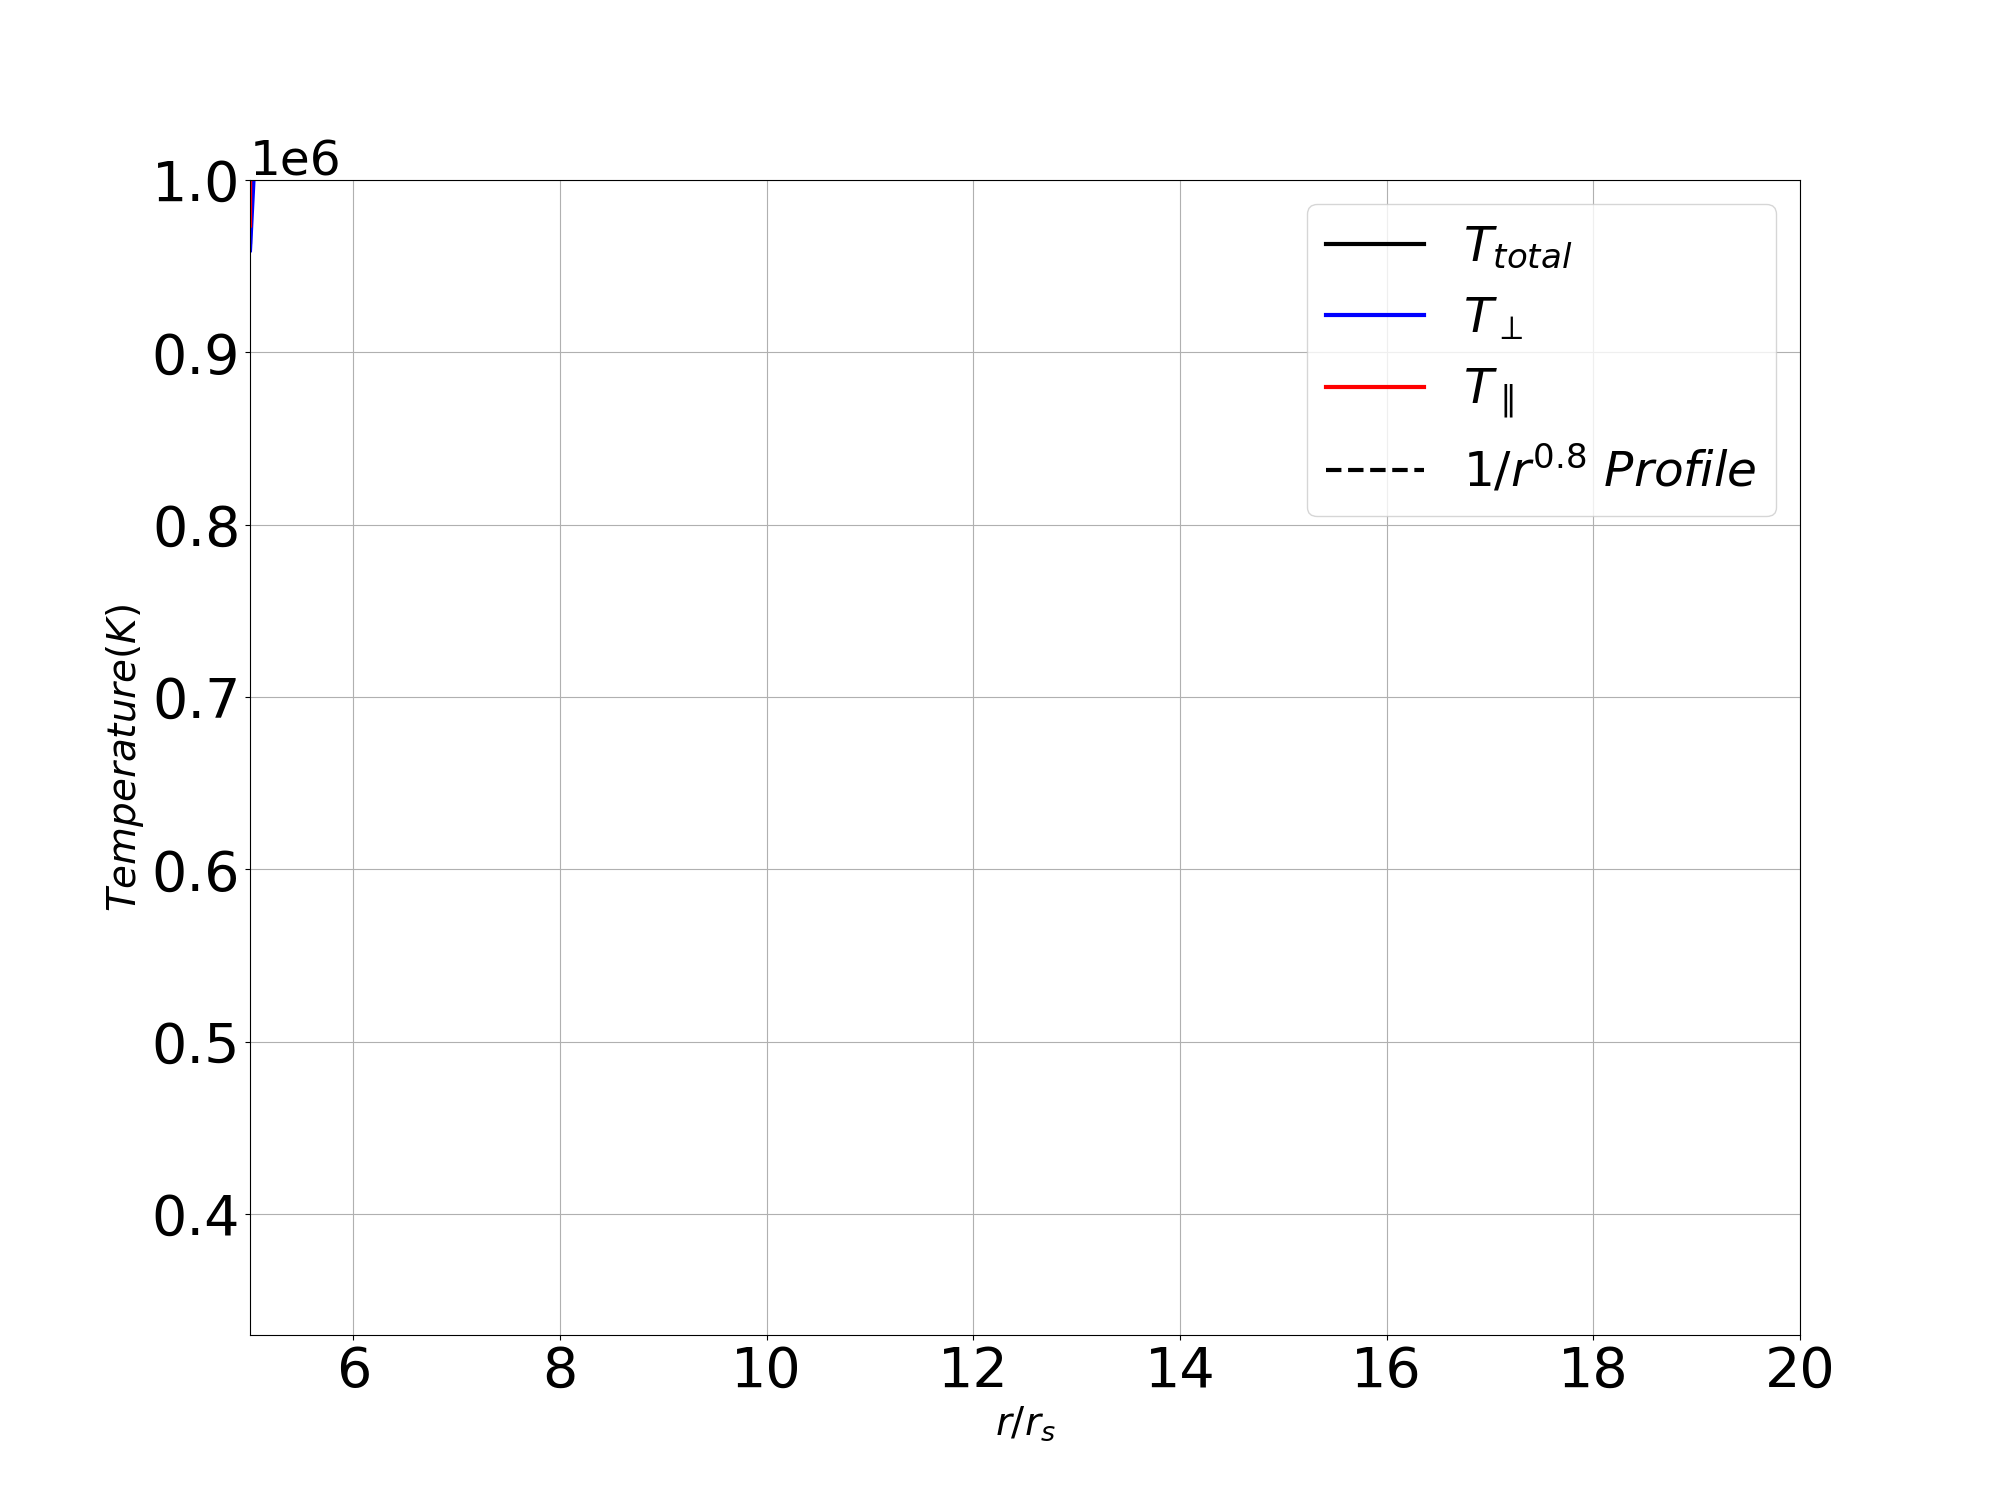 1e6
1.0
0.9
0.8
0.7
0.6
0.5
0.4
Temperature(K)
6 8 10 12 14 16 18 20
r/rₛ
T_total
T_⊥
T_∥
1/r^0.8 Profile